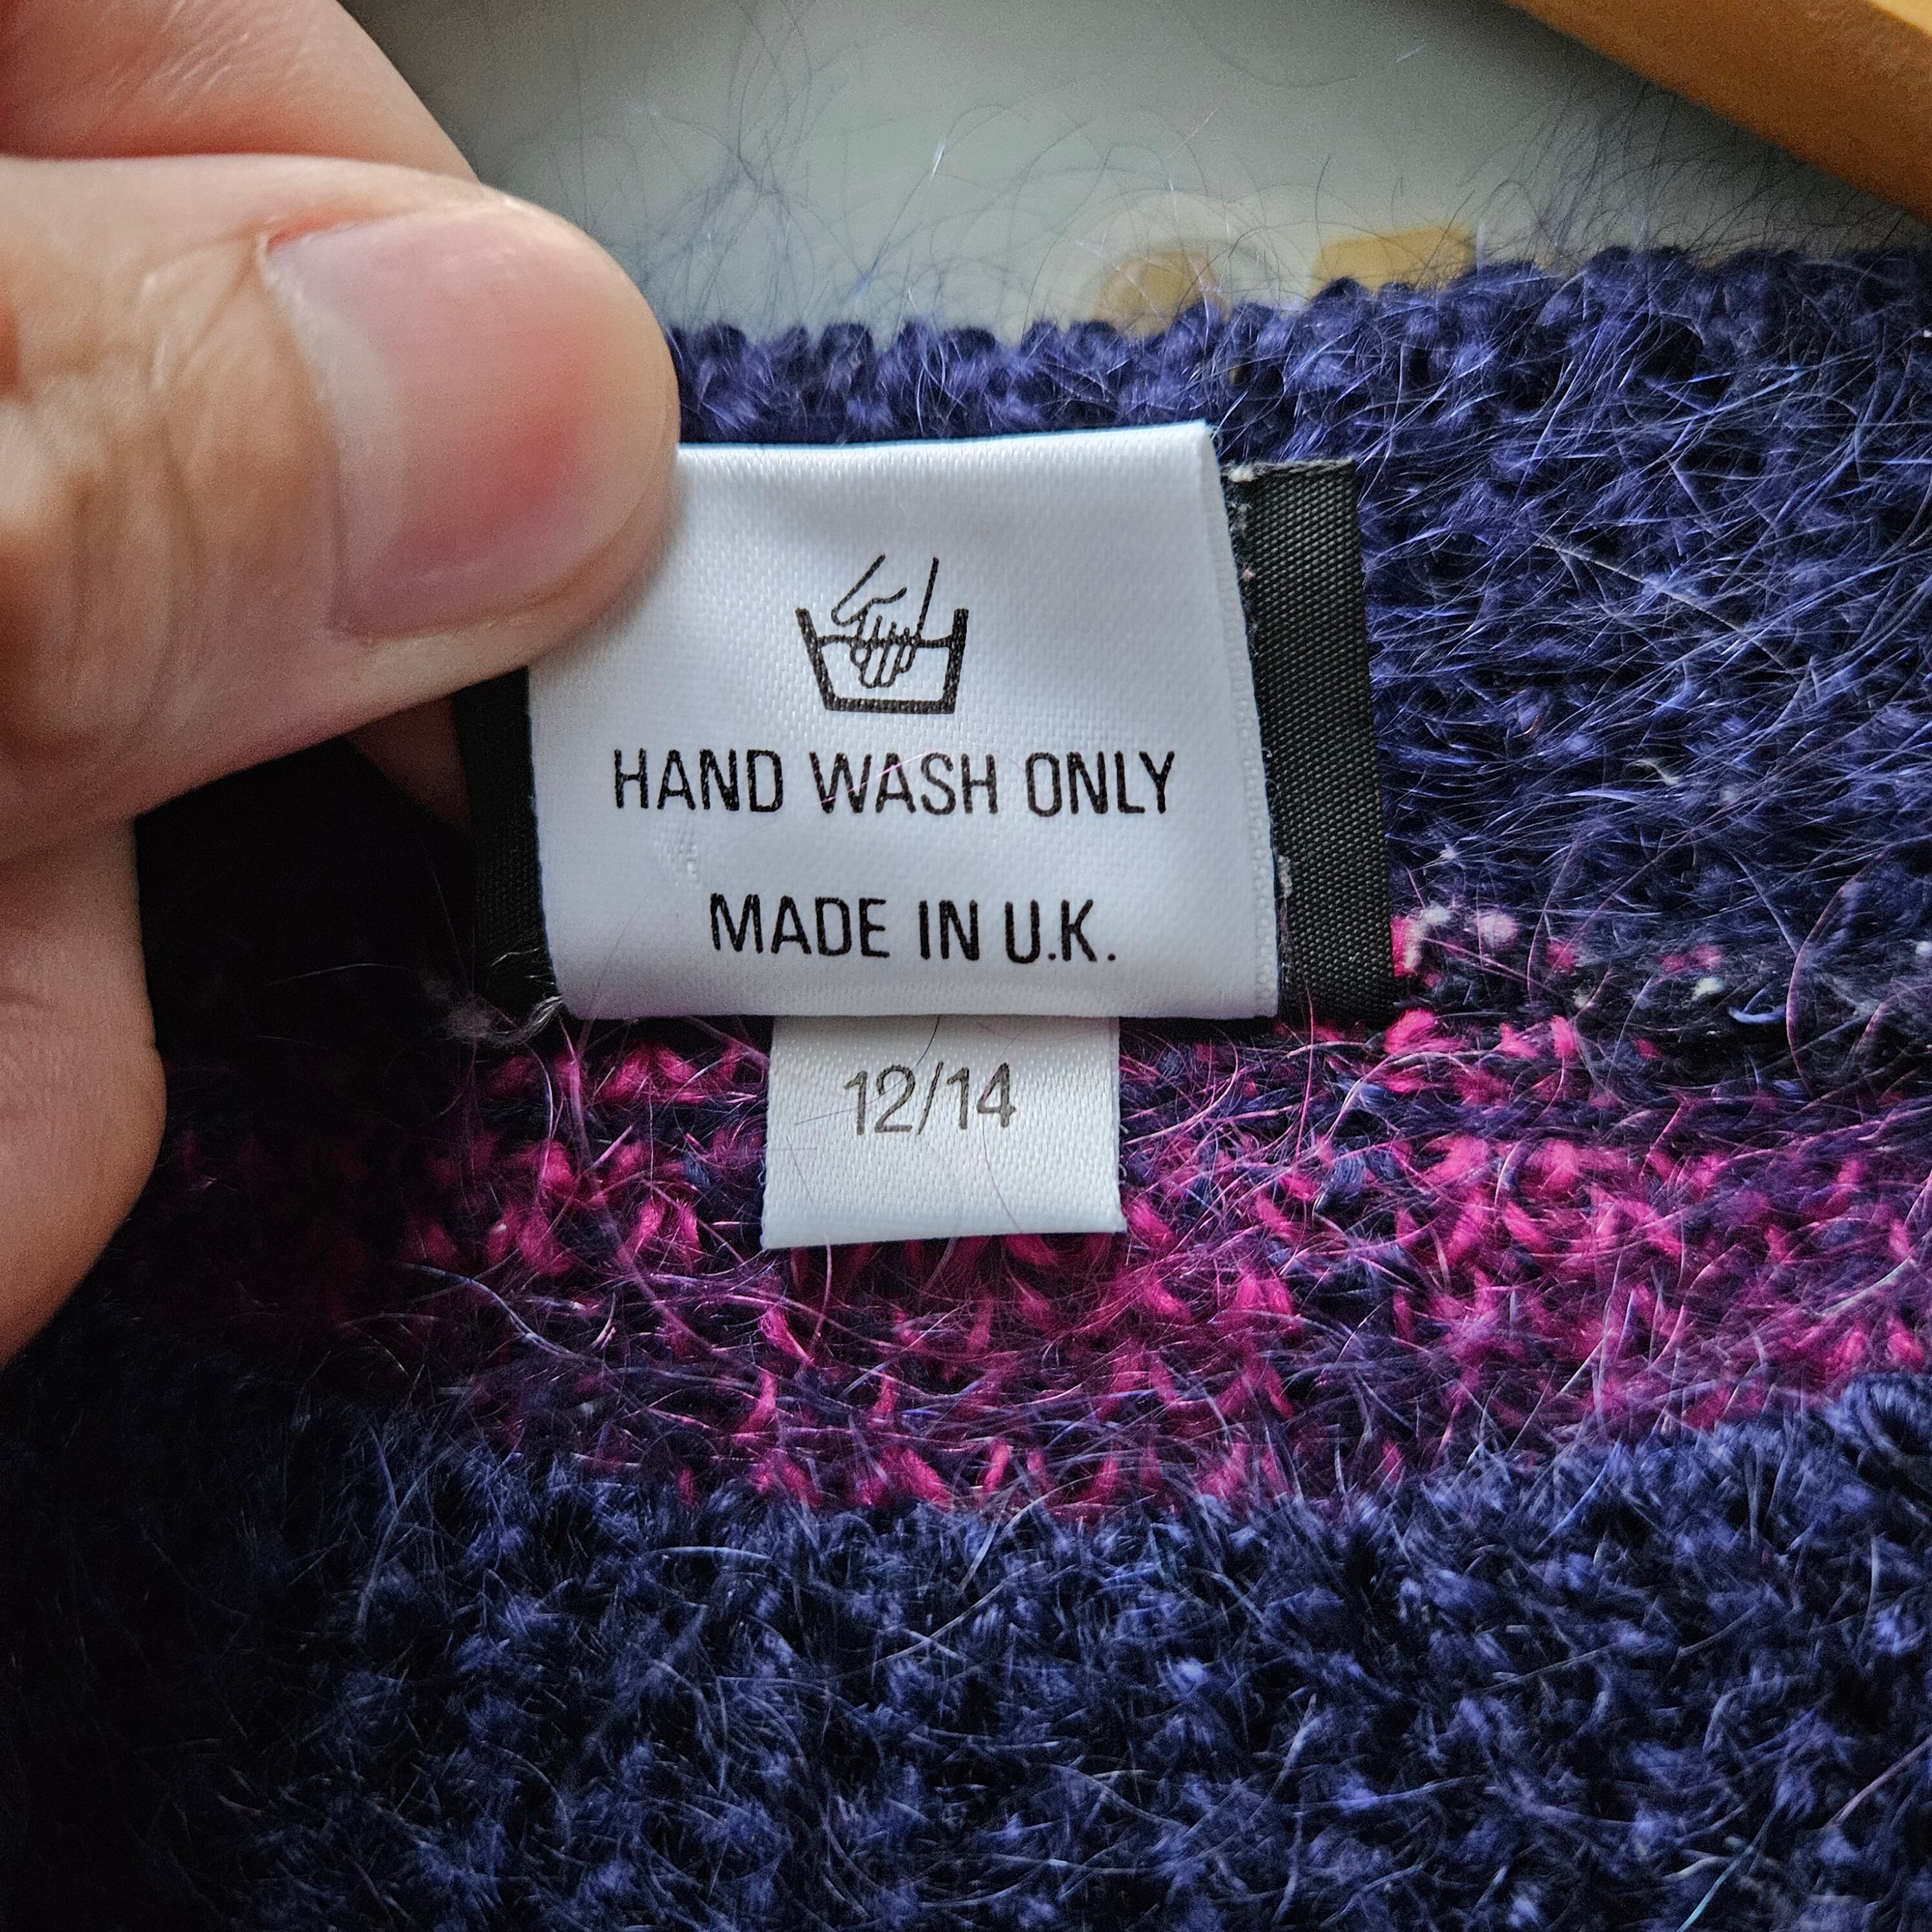 HAND WASH ONLY
MADE IN U.K.
12/14